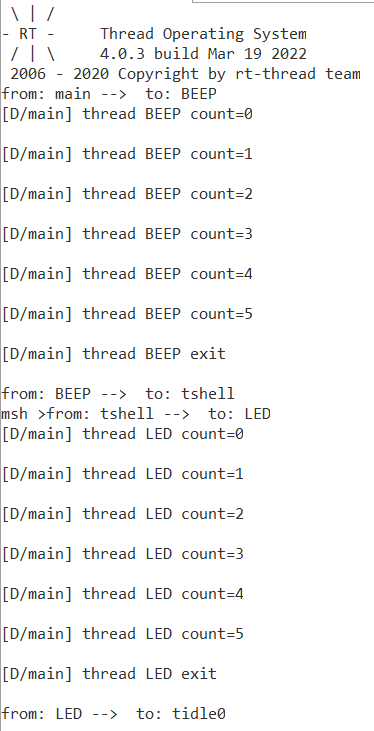 \ | /
- RT -     Thread Operating System
 / | \     4.0.3 build Mar 19 2022
 2006 - 2020 Copyright by rt-thread team
from: main -->  to: BEEP
[D/main] thread BEEP count=0
[D/main] thread BEEP count=1
[D/main] thread BEEP count=2
[D/main] thread BEEP count=3
[D/main] thread BEEP count=4
[D/main] thread BEEP count=5
[D/main] thread BEEP exit
from: BEEP -->  to: tshell
msh >from: tshell -->  to: LED
[D/main] thread LED count=0
[D/main] thread LED count=1
[D/main] thread LED count=2
[D/main] thread LED count=3
[D/main] thread LED count=4
[D/main] thread LED count=5
[D/main] thread LED exit
from: LED -->  to: tidle0